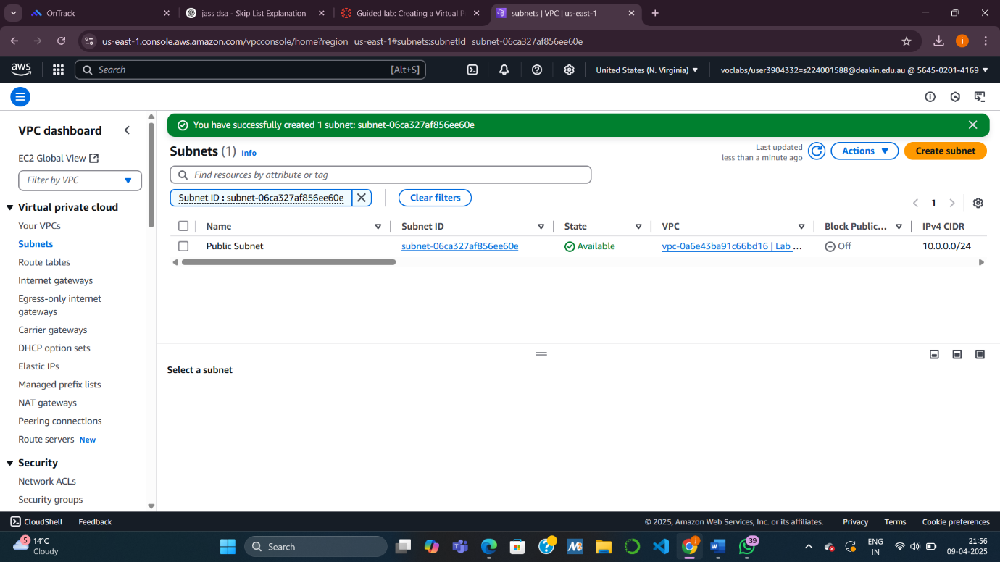 OnTrack
jass dsa - Skip List Explanation
Guided lab: Creating a Virtual P
subnets | VPC | us-east-1
us-east-1.console.aws.amazon.com/vpcconsole/home?region=us-east-1#subnets:subnetId=subnet-06ca327af856ee60e
j
aws
Search
[Alt+S]
United States (N. Virginia)
voclabs/user3904332=s224001588@deakin.edu.au @ 5645-0201-4169
VPC dashboard
EC2 Global View
Filter by VPC
Virtual private cloud
Your VPCs
Subnets
Route tables
Internet gateways
Egress-only internet
gateways
Carrier gateways
DHCP option sets
Elastic IPs
Managed prefix lists
NAT gateways
Peering connections
Route servers New
Security
Network ACLs
Security groups
You have successfully created 1 subnet: subnet-06ca327af856ee60e
Subnets (1) Info
Last updated
less than a minute ago
Actions
Create subnet
Find resources by attribute or tag
Subnet ID : subnet-06ca327af856ee60e
Clear filters
1
Name Subnet ID State VPC Block Public... IPv4 CIDR
Public Subnet subnet-06ca327af856ee60e Available vpc-0a6e43ba91c66bd16 | Lab ... Off 10.0.0.0/24
Select a subnet
CloudShell Feedback
© 2025, Amazon Web Services, Inc. or its affiliates. Privacy Terms Cookie preferences
5
14°C
Cloudy
Search
j
39
ENG
IN
21:56
09-04-2025